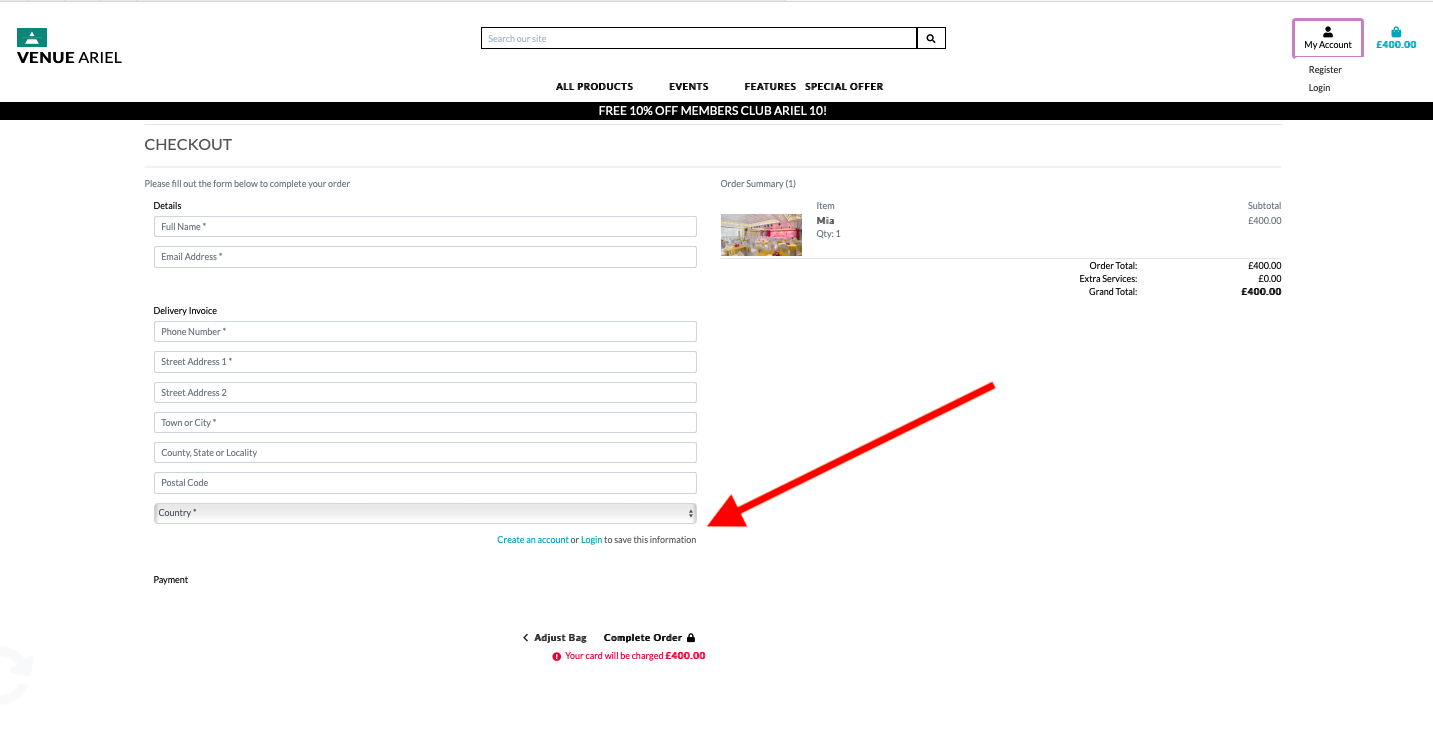 VENUE ARIEL
Search our site
My Account
£400.00
Register
Login
ALL PRODUCTS EVENTS FEATURES SPECIAL OFFER
FREE 10% OFF MEMBERS CLUB ARIEL 10!
CHECKOUT
Please fill out the form below to complete your order
Details
Full Name *
Email Address *
Delivery Invoice
Phone Number *
Street Address 1 *
Street Address 2
Town or City *
County, State or Locality
Postal Code
Country *
Create an account or Login to save this information
Payment
Adjust Bag Complete Order
Your card will be charged £400.00
Order Summary (1)
Item Subtotal
Mia £400.00
Qty: 1
Order Total: £400.00
Extra Services: £0.00
Grand Total: £400.00